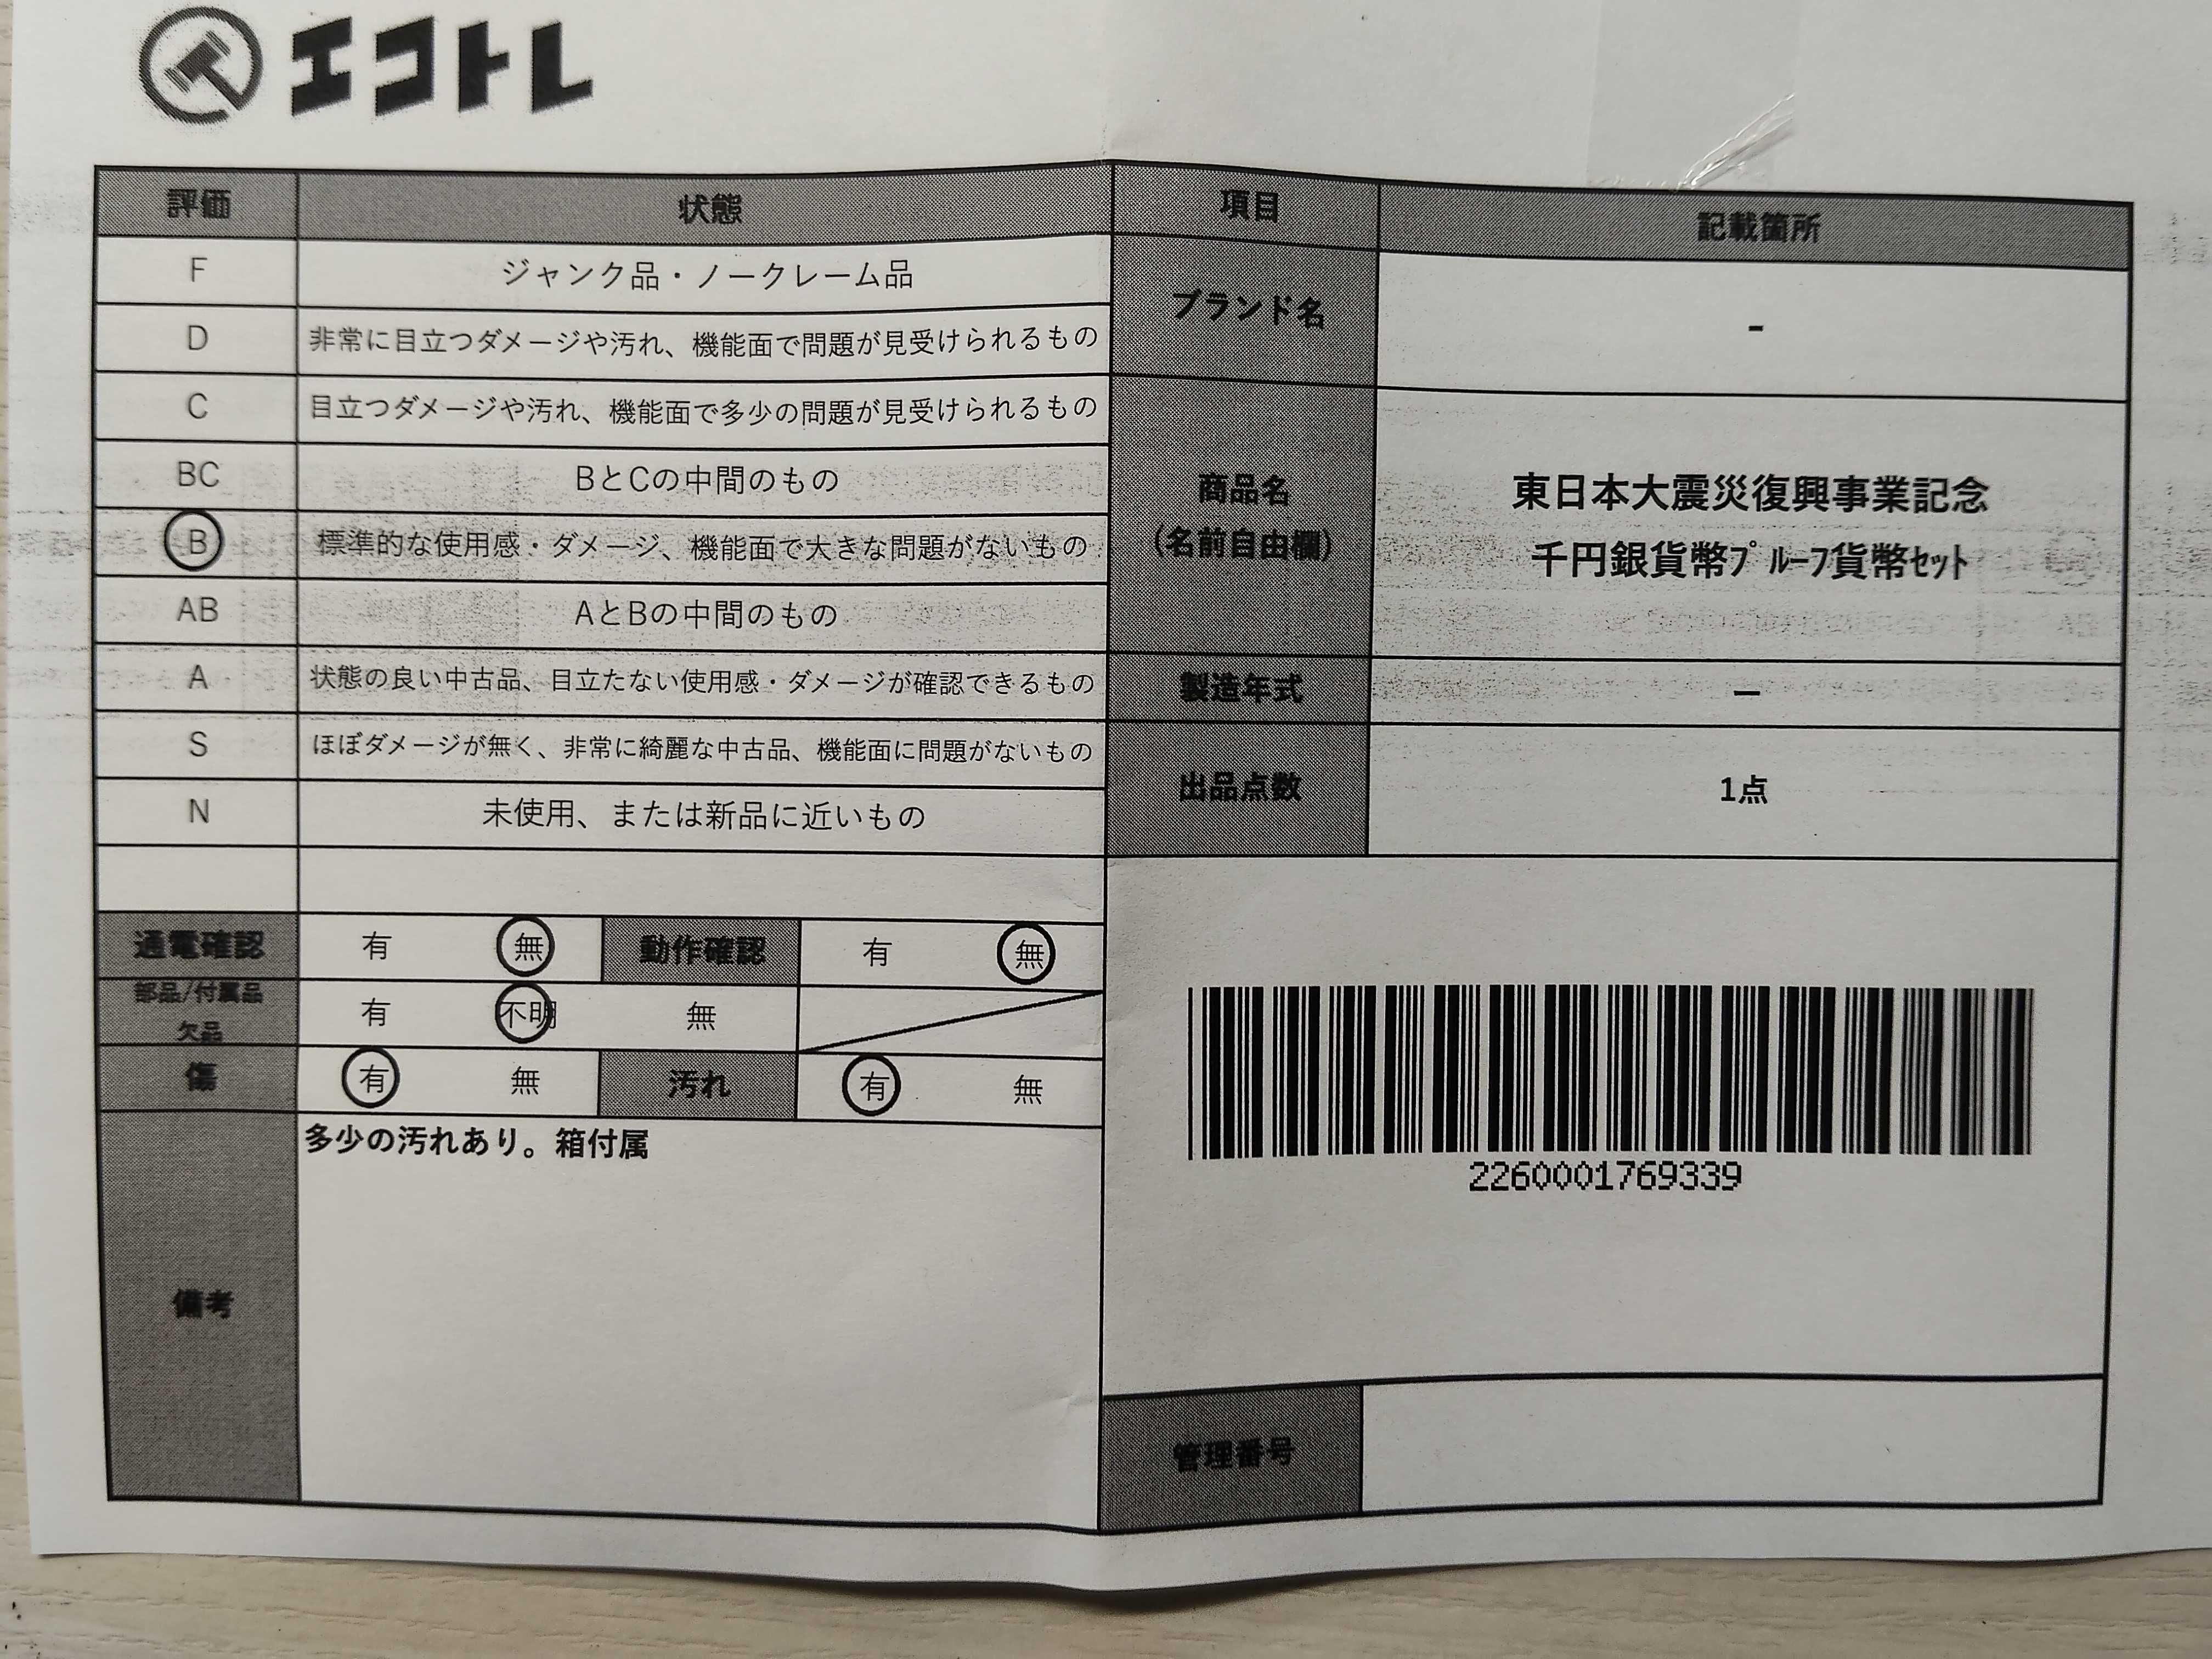 エコトレ
評価 状態
F ジャンク品・ノークレーム品
D 非常に目立つダメージや汚れ、機能面で問題が見受けられるもの
C 目立つダメージや汚れ、機能面で多少の問題が見受けられるもの
BC BとCの中間のもの
B 標準的な使用感・ダメージ、機能面で大きな問題がないもの
AB AとBの中間のもの
A 状態の良い中古品、目立たない使用感・ダメージが確認できるもの
S ほぼダメージが無く、非常に綺麗な中古品、機能面に問題がないもの
N 未使用、または新品に近いもの
通電確認 有 無 動作確認 有 無
部品/付属品
欠品 有 不明 無
傷 有 無 汚れ 有 無
備考 多少の汚れあり。箱付属
項目 記載箇所
ブランド名 -
商品名
(名前自由欄)
東日本大震災復興事業記念
千円銀貨幣プルーフ貨幣セット
製造年式 ―
出品点数 1点
2260001769339
管理番号